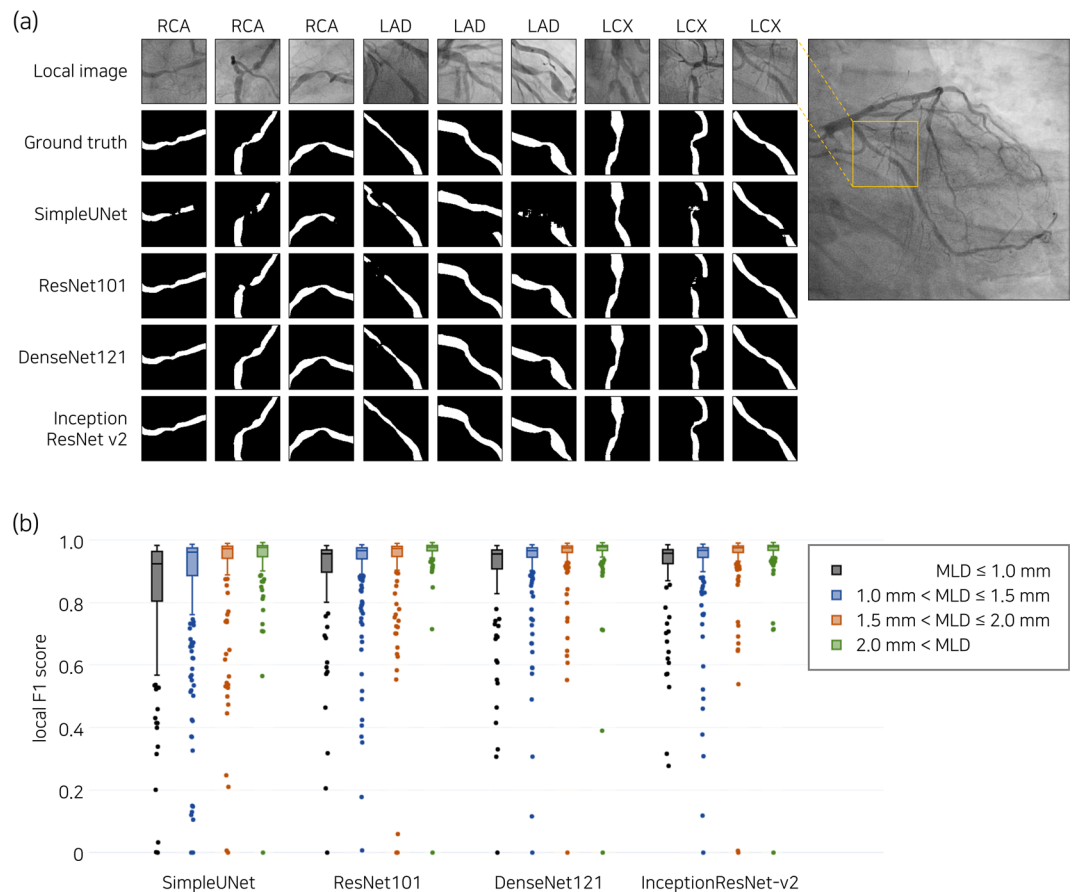 (a)
RCA RCA RCA LAD LAD LAD LCX LCX LCX
Local image
Ground truth
SimpleUNet
ResNet101
DenseNet121
Inception
ResNet v2
(b)
local F1 score
1.0
0.8
0.6
0.4
0.2
0
SimpleUNet ResNet101 DenseNet121 InceptionResNet-v2
MLD ≤ 1.0 mm
1.0 mm < MLD ≤ 1.5 mm
1.5 mm < MLD ≤ 2.0 mm
2.0 mm < MLD